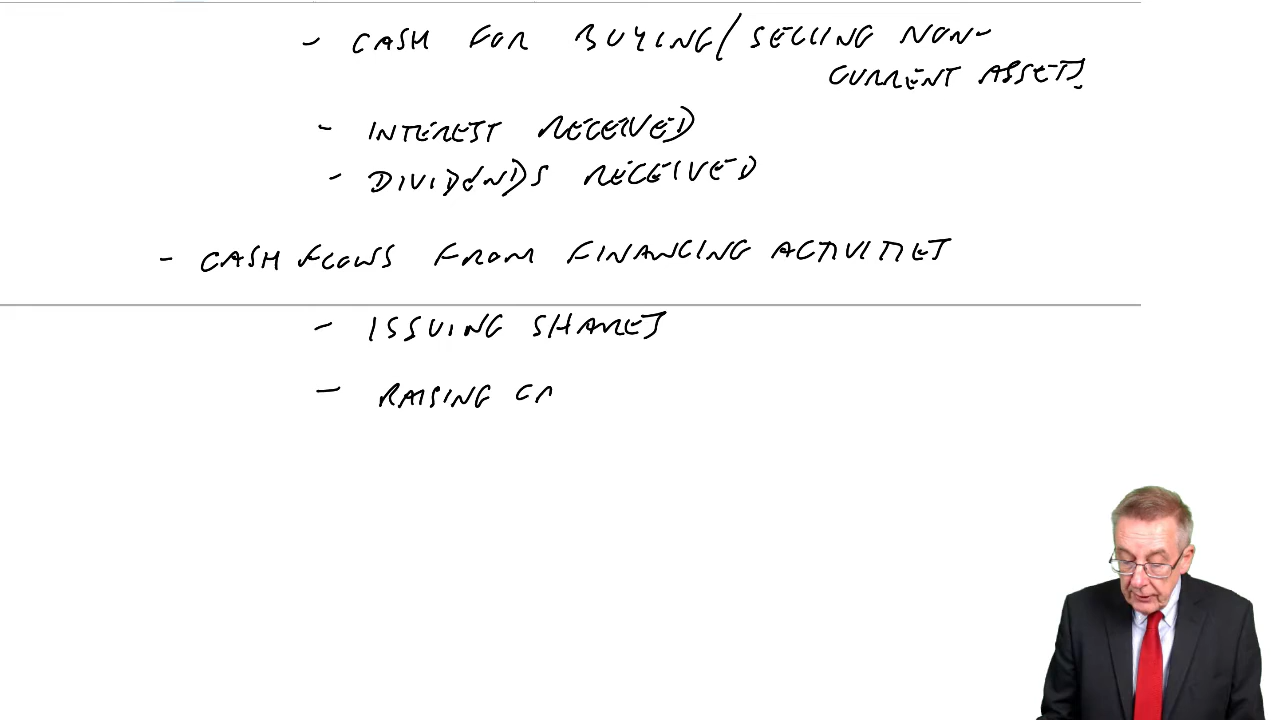 - CASH FOR BUYING/SELLING NON-
CURRENT ASSETS.
- INTEREST RECEIVED
- DIVIDENDS RECEIVED
- CASH FLOWS FROM FINANCING ACTIVITIES
- ISSUING SHARES
- RAISING CA